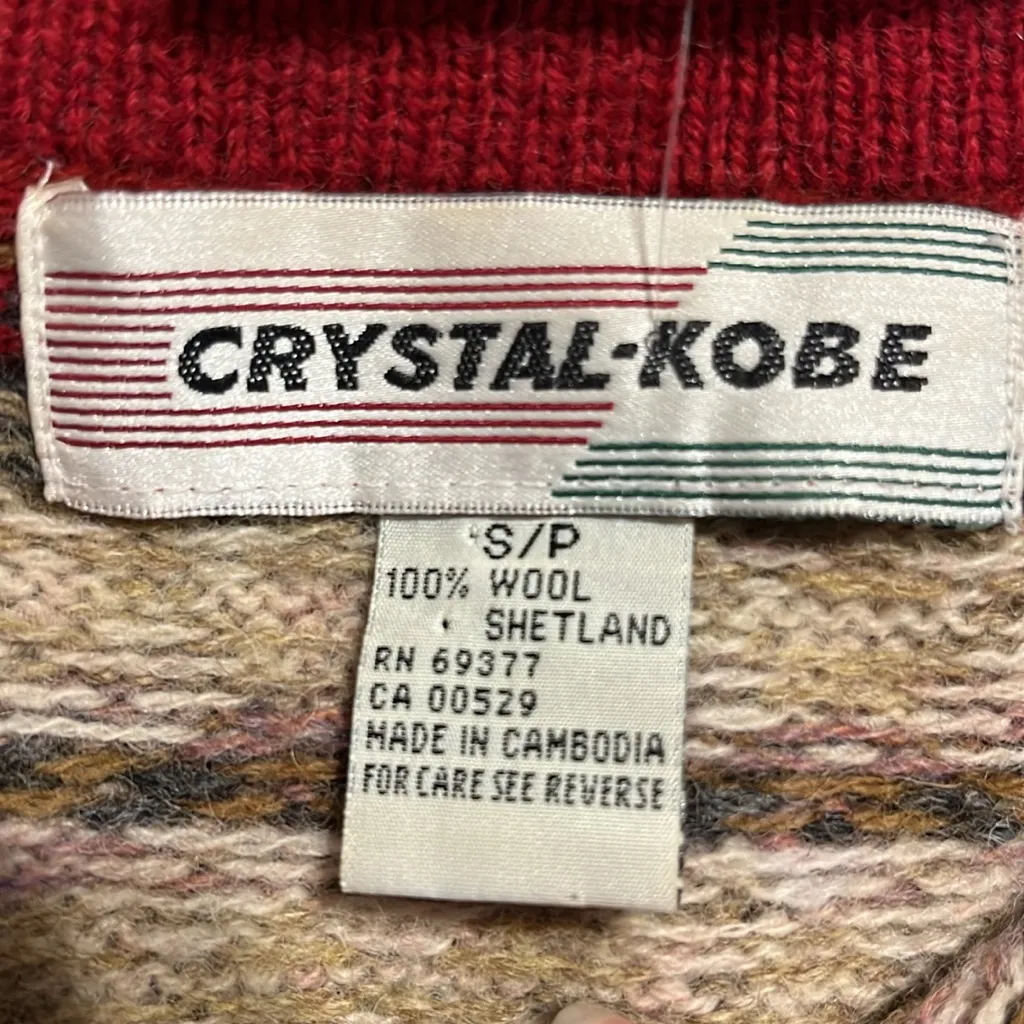 CRYSTAL-KOBE
S/P
100% WOOL
SHETLAND
RN 69377
CA 00529
MADE IN CAMBODIA
FOR CARE SEE REVERSE